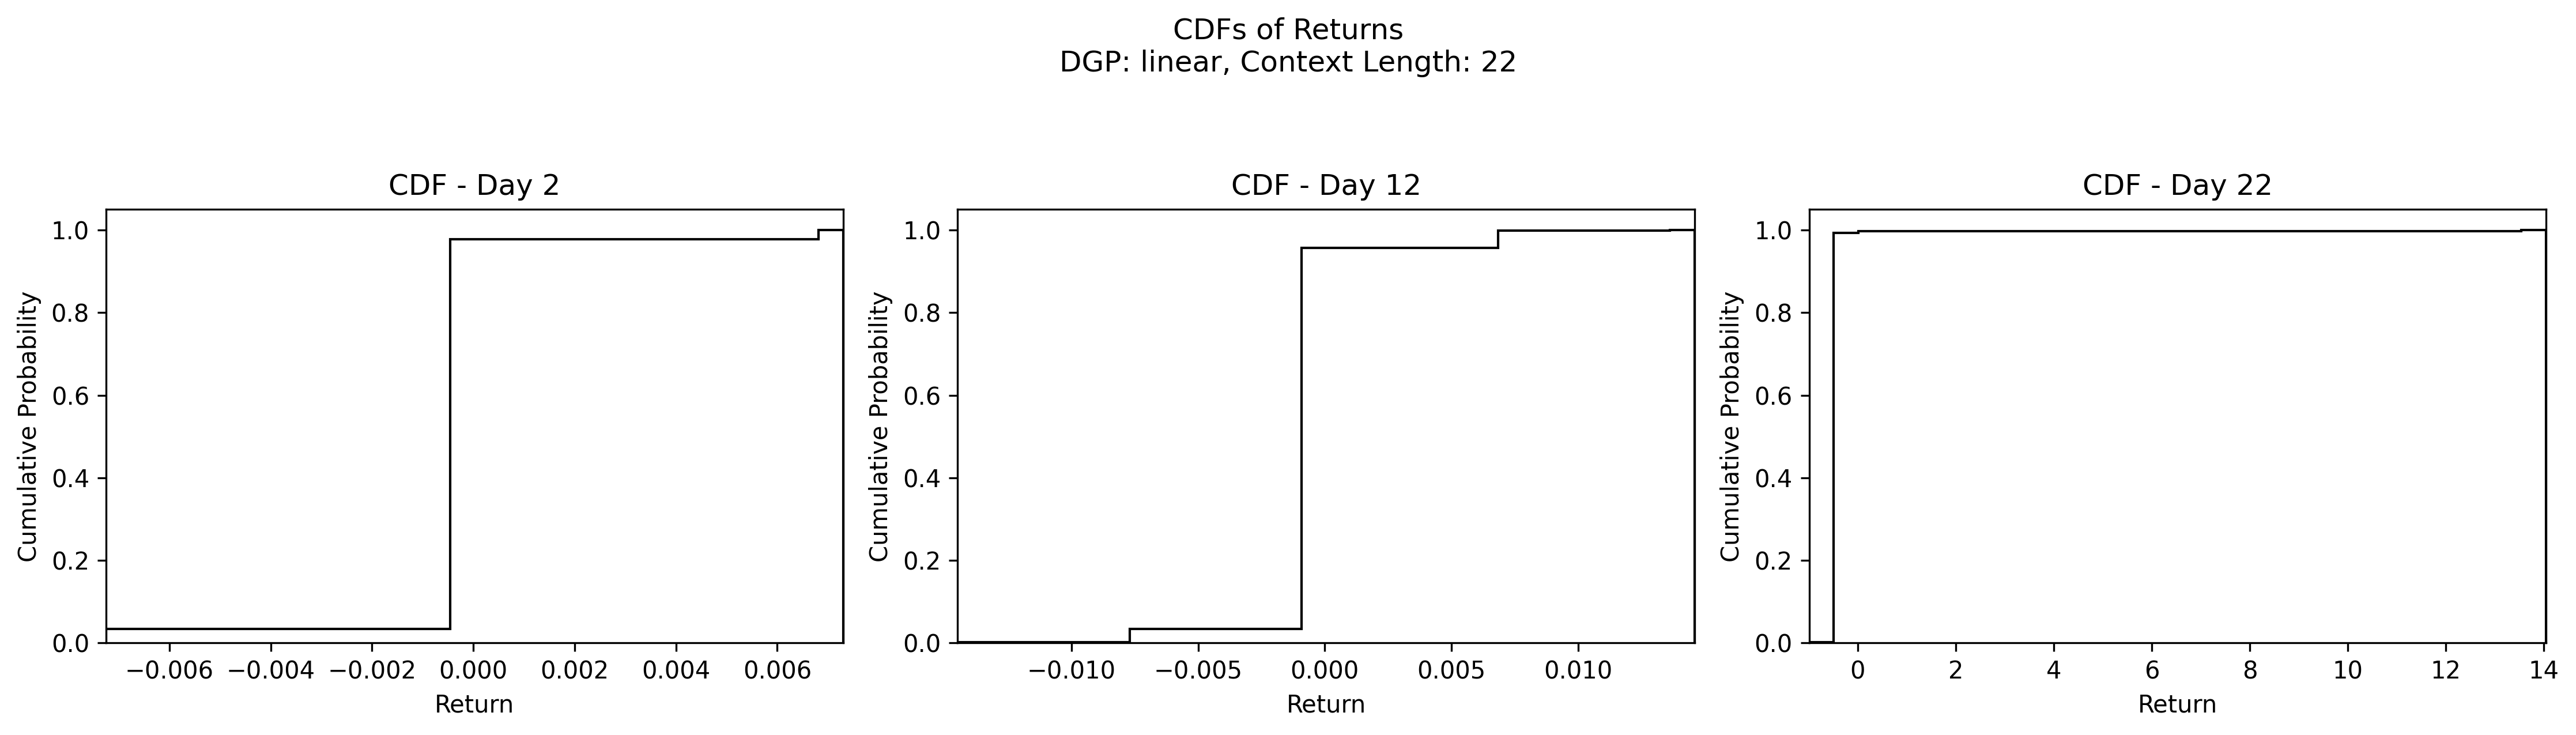 CDFs of Returns
DGP: linear, Context Length: 22
CDF - Day 2
1.0
0.8
0.6
0.4
0.2
0.0
Cumulative Probability
−0.006 −0.004 −0.002 0.000 0.002 0.004 0.006
Return
CDF - Day 12
1.0
0.8
0.6
0.4
0.2
0.0
Cumulative Probability
−0.010 −0.005 0.000 0.005 0.010
Return
CDF - Day 22
1.0
0.8
0.6
0.4
0.2
0.0
Cumulative Probability
0 2 4 6 8 10 12 14
Return